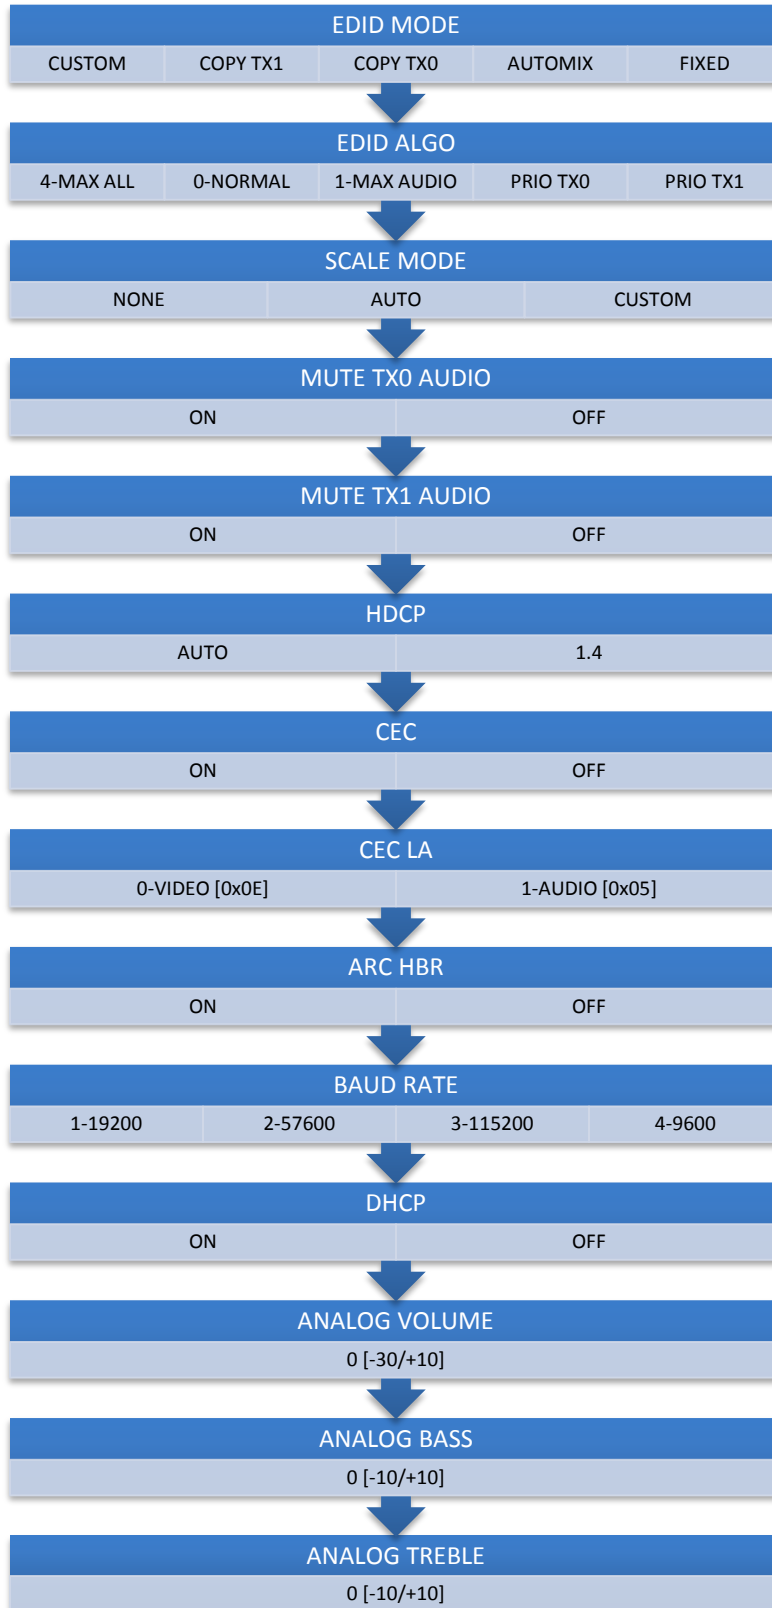 EDID MODE
CUSTOM COPY TX1 COPY TX0 AUTOMIX FIXED
EDID ALGO
4-MAX ALL 0-NORMAL 1-MAX AUDIO PRIO TX0 PRIO TX1
SCALE MODE
NONE AUTO CUSTOM
MUTE TX0 AUDIO
ON OFF
MUTE TX1 AUDIO
ON OFF
HDCP
AUTO 1.4
CEC
ON OFF
CEC LA
0-VIDEO [0x0E] 1-AUDIO [0x05]
ARC HBR
ON OFF
BAUD RATE
1-19200 2-57600 3-115200 4-9600
DHCP
ON OFF
ANALOG VOLUME
0 [-30/+10]
ANALOG BASS
0 [-10/+10]
ANALOG TREBLE
0 [-10/+10]